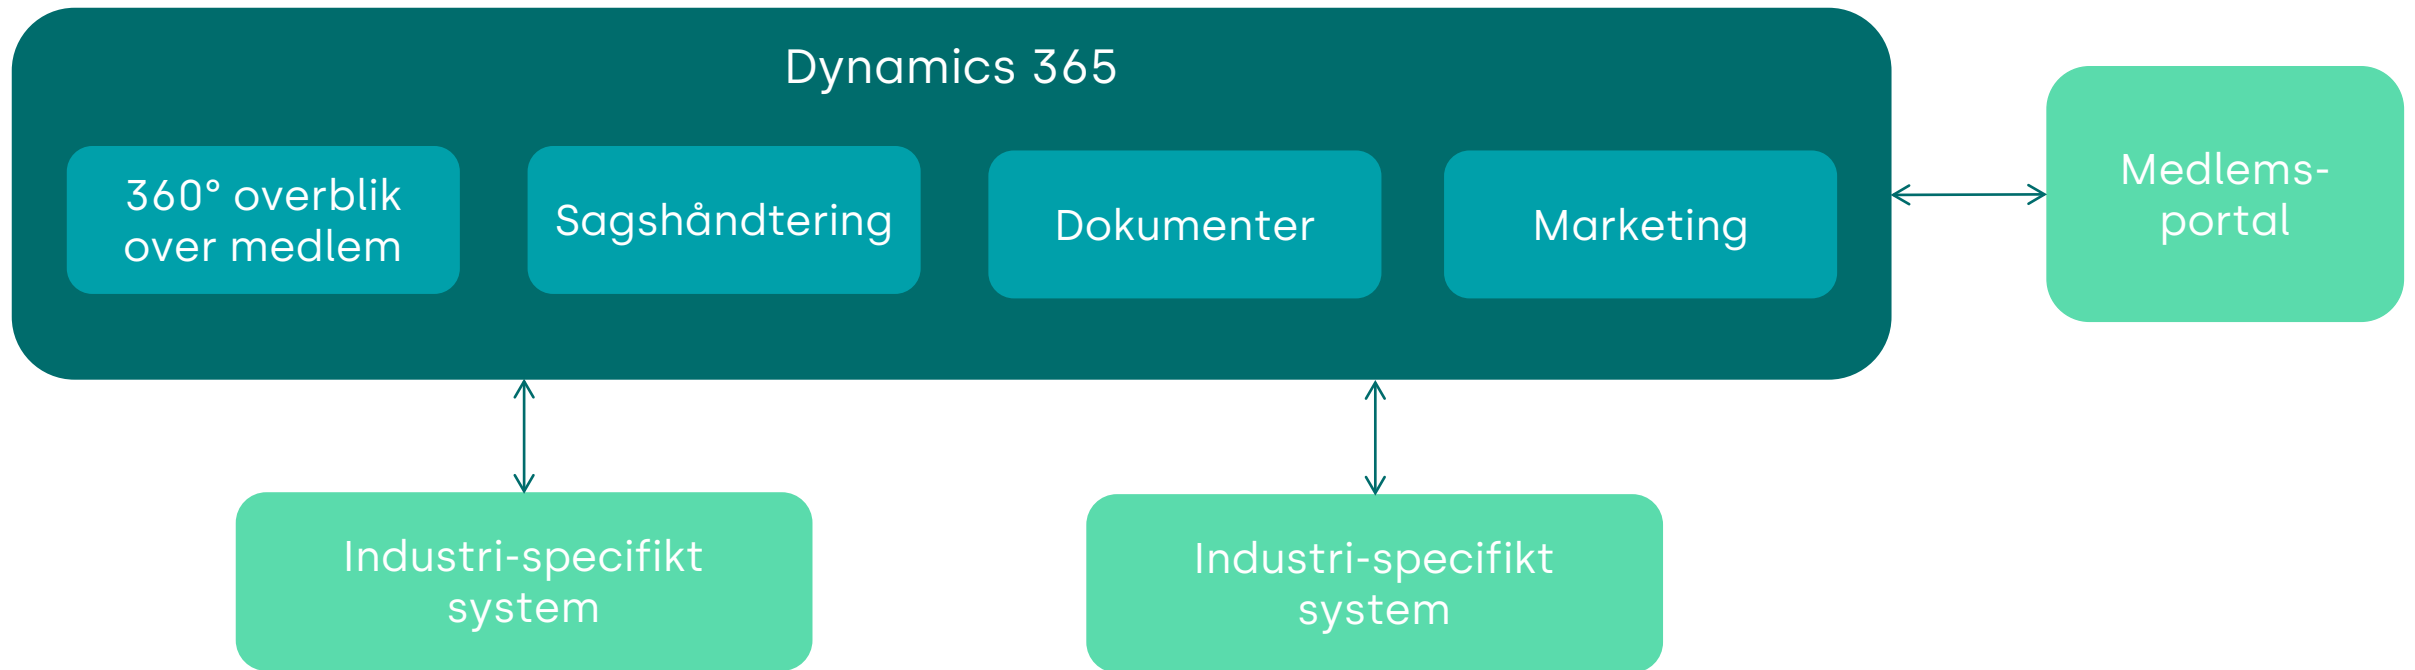 Dynamics 365
360° overblik
over medlem
Sagshåndtering
Dokumenter
Marketing
Medlems-
portal
Industri-specifikt
system
Industri-specifikt
system